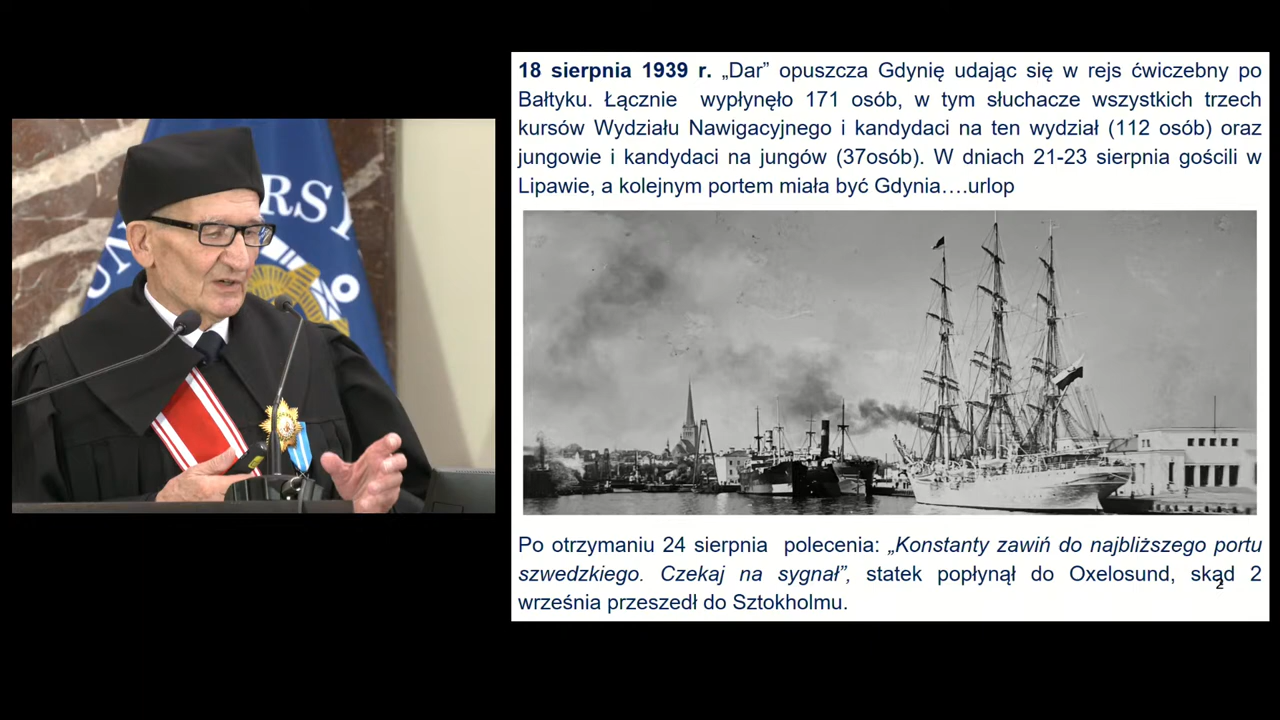 UN
RSY
18 sierpnia 1939 r. „Dar” opuszcza Gdynię udając się w rejs ćwiczebny po
Bałtyku. Łącznie wypłynęło 171 osób, w tym słuchacze wszystkich trzech
kursów Wydziału Nawigacyjnego i kandydaci na ten wydział (112 osób) oraz
jungowie i kandydaci na jungów (37osób). W dniach 21-23 sierpnia gościli w
Lipawie, a kolejnym portem miała być Gdynia….urlop
Po otrzymaniu 24 sierpnia polecenia: „Konstanty zawiń do najbliższego portu
szwedzkiego. Czekaj na sygnał”, statek popłynął do Oxelosund, skąd 2
września przeszedł do Sztokholmu.
2